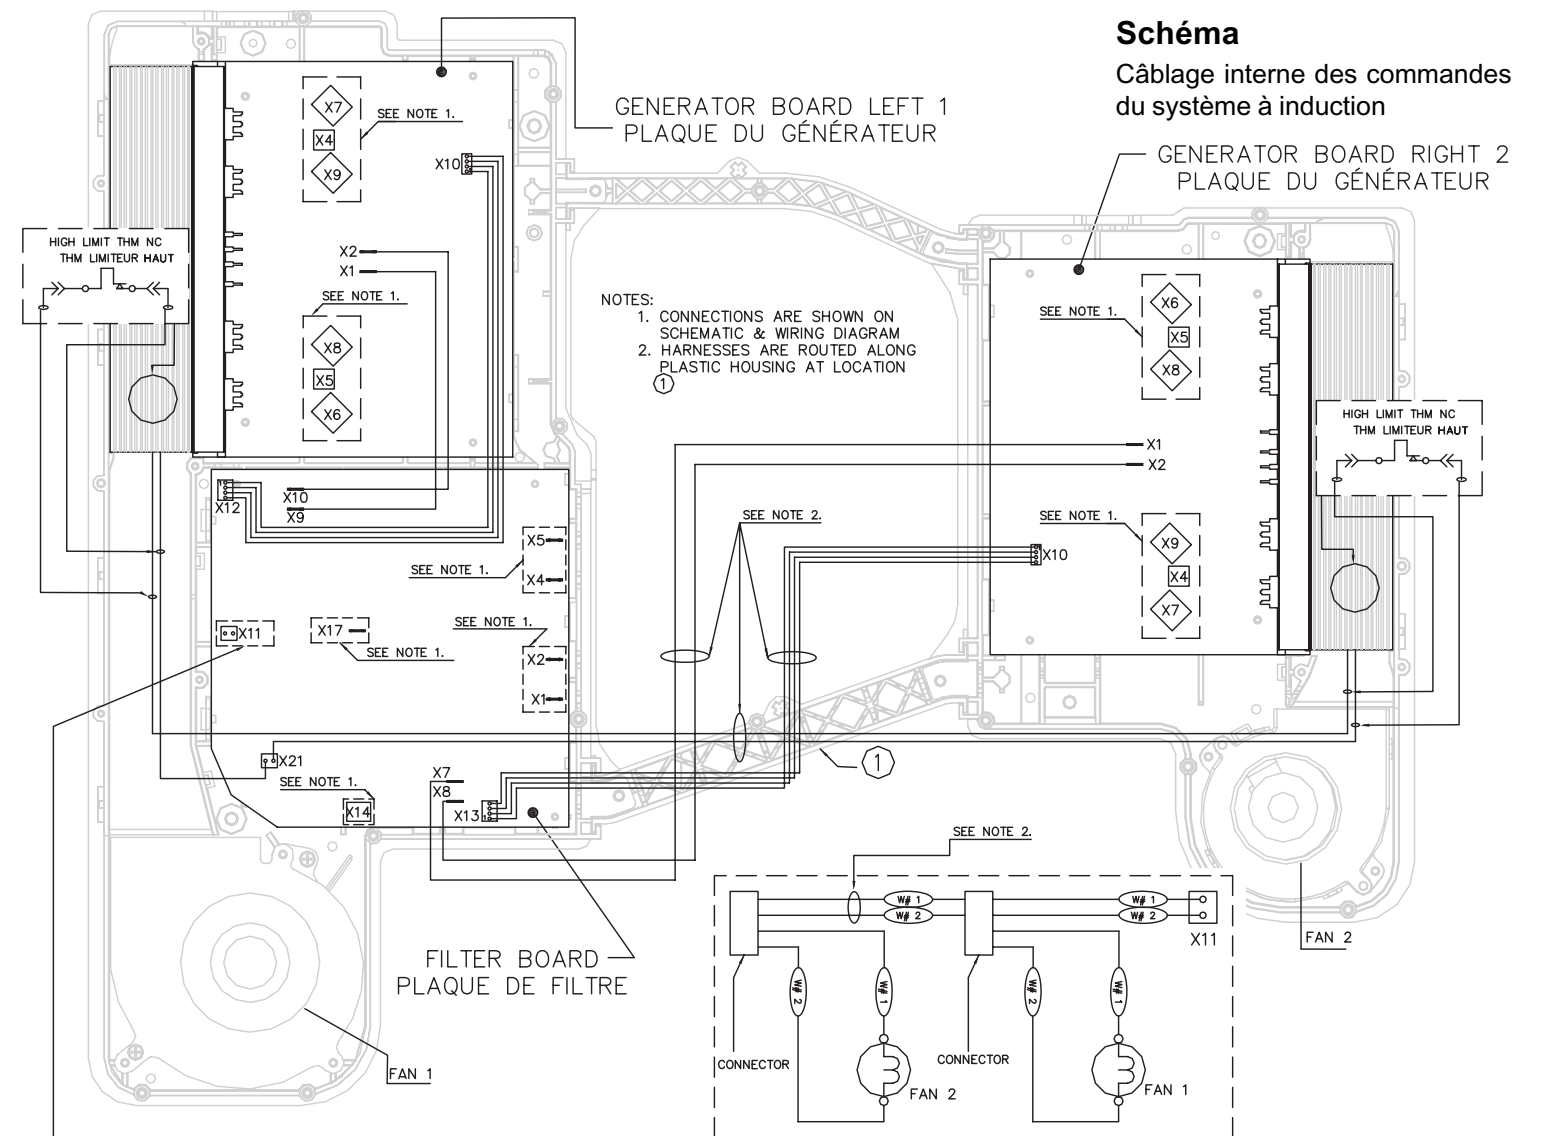 Schéma
Câblage interne des commandes
du système à induction
GENERATOR BOARD LEFT 1
PLAQUE DU GÉNÉRATEUR
GENERATOR BOARD RIGHT 2
PLAQUE DU GÉNÉRATEUR
X7
SEE NOTE 1.
X4
X9
X10
HIGH LIMIT THM NC
THM LIMITEUR HAUT
X2
X1
SEE NOTE 1.
X8
X5
X6
NOTES:
1. CONNECTIONS ARE SHOWN ON
SCHEMATIC & WIRING DIAGRAM
2. HARNESSES ARE ROUTED ALONG
PLASTIC HOUSING AT LOCATION
1
X6
SEE NOTE 1.
X5
X8
HIGH LIMIT THM NC
THM LIMITEUR HAUT
X1
X2
SEE NOTE 1.
X9
X10
X4
X7
X12
X10
X9
SEE NOTE 2.
X5
SEE NOTE 1.
X4
X11
X17
SEE NOTE 1.
SEE NOTE 1.
X2
X1
X21
SEE NOTE 1.
X14
X7
X8
X13
1
SEE NOTE 2.
FILTER BOARD
PLAQUE DE FILTRE
FAN 1
FAN 2
W# 1
W# 2
W# 1
W# 2
X11
W# 2
W# 1
W# 2
W# 1
CONNECTOR
CONNECTOR
FAN 2
FAN 1